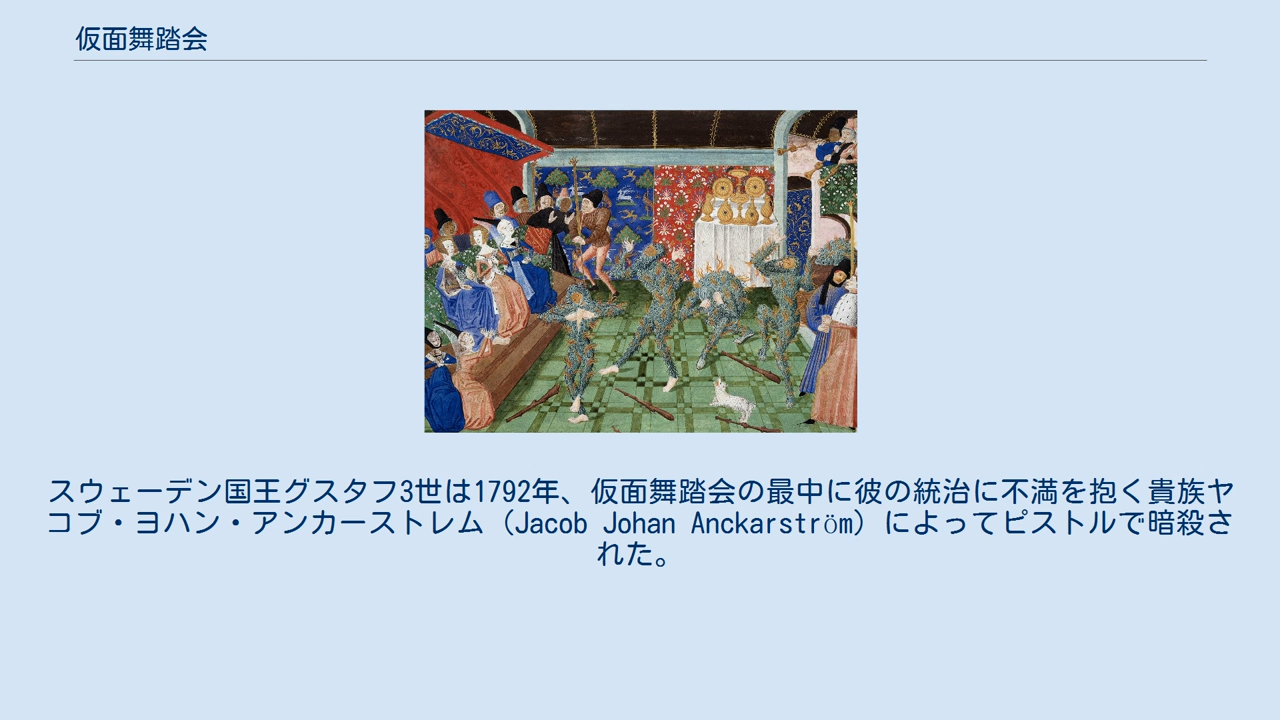 仮面舞踏会
スウェーデン国王グスタフ3世は1792年、仮面舞踏会の最中に彼の統治に不満を抱く貴族ヤ
コブ・ヨハン・アンカーストレム（Jacob Johan Anckarström）によってピストルで暗殺さ
れた。